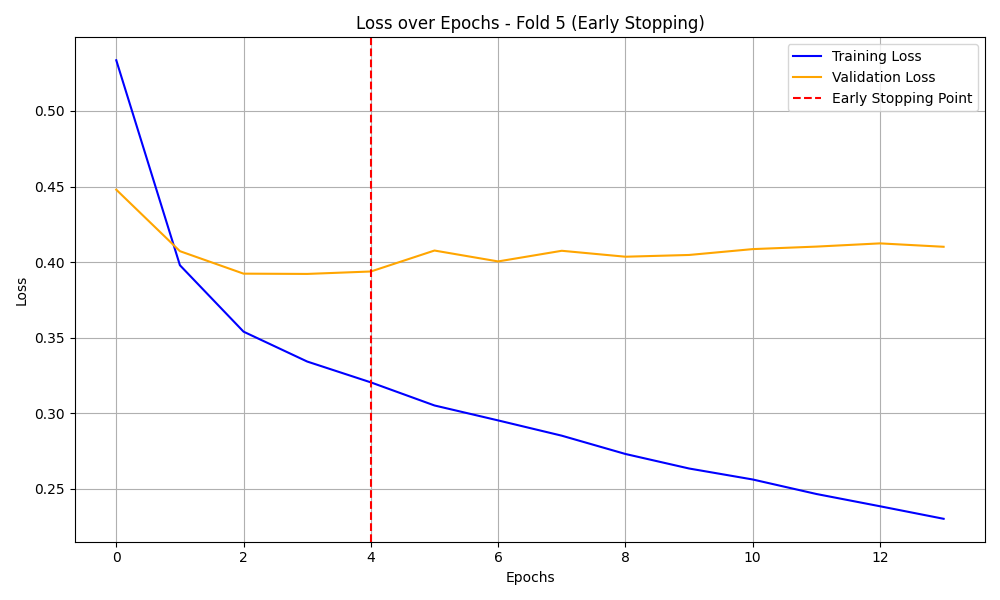 Loss over Epochs - Fold 5 (Early Stopping)
Training Loss
Validation Loss
Early Stopping Point
Loss
0.50
0.45
0.40
0.35
0.30
0.25
0 2 4 6 8 10 12
Epochs